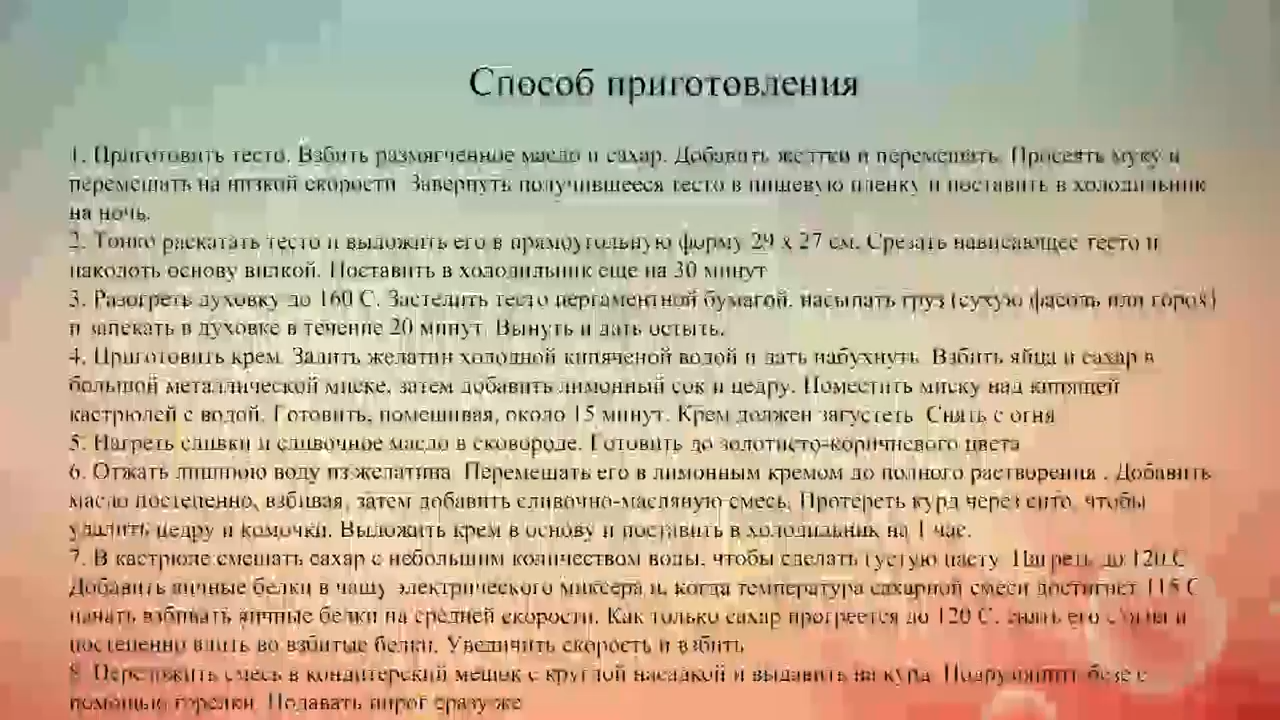 Способ приготовления
1. Приготовить тесто. Взбить размягченное масло и сахар. Добавить желтки и перемешать. Просеять муку и
перемешать на низкой скорости. Завернуть получившееся тесто в пищевую пленку и поставить в холодильник
на ночь.
2. Тонко раскатать тесто и выложить его в прямоугольную форму 29 х 27 см. Срезать нависающее тесто и
наколоть основу вилкой. Поставить в холодильник еще на 30 минут
3. Разогреть духовку до 160 С. Застелить тесто пергаментной бумагой, насыпать груз (сухую фасоль или горох)
и запекать в духовке в течение 20 минут. Вынуть и дать остыть.
4. Приготовить крем. Залить желатин холодной кипяченой водой и дать набухнуть. Взбить яйца и сахар в
большой металлической миске, затем добавить лимонный сок и цедру. Поместить миску над кипящей
кастрюлей с водой. Готовить, помешивая, около 15 минут. Крем должен загустеть. Снять с огня
5. Нагреть сливки и сливочное масло в сковороде. Готовить до золотисто-коричневого цвета
6. Отжать лишнюю воду из желатина. Перемешать его в лимонным кремом до полного растворения . Добавить
масло постепенно, взбивая, затем добавить сливочно-масляную смесь. Протереть курд через сито, чтобы
удалить цедру и комочки. Выложить крем в основу и поставить в холодильник на 1 час.
7. В кастрюле смешать сахар с небольшим количеством воды, чтобы сделать густую пасту. Нагреть до 120 С.
Добавить яичные белки в чашу электрического миксера и, когда температура сахарной смеси достигнет 115 С
начать взбивать яичные белки на средней скорости. Как только сахар прогреется до 120 С, снять его с огня и
постепенно влить во взбитые белки. Увеличить скорость и взбить
8. Переложить смесь в кондитерский мешок с круглой насадкой и выдавить на курд. Подрумянить безе с
помощью горелки. Подавать пирог сразу же